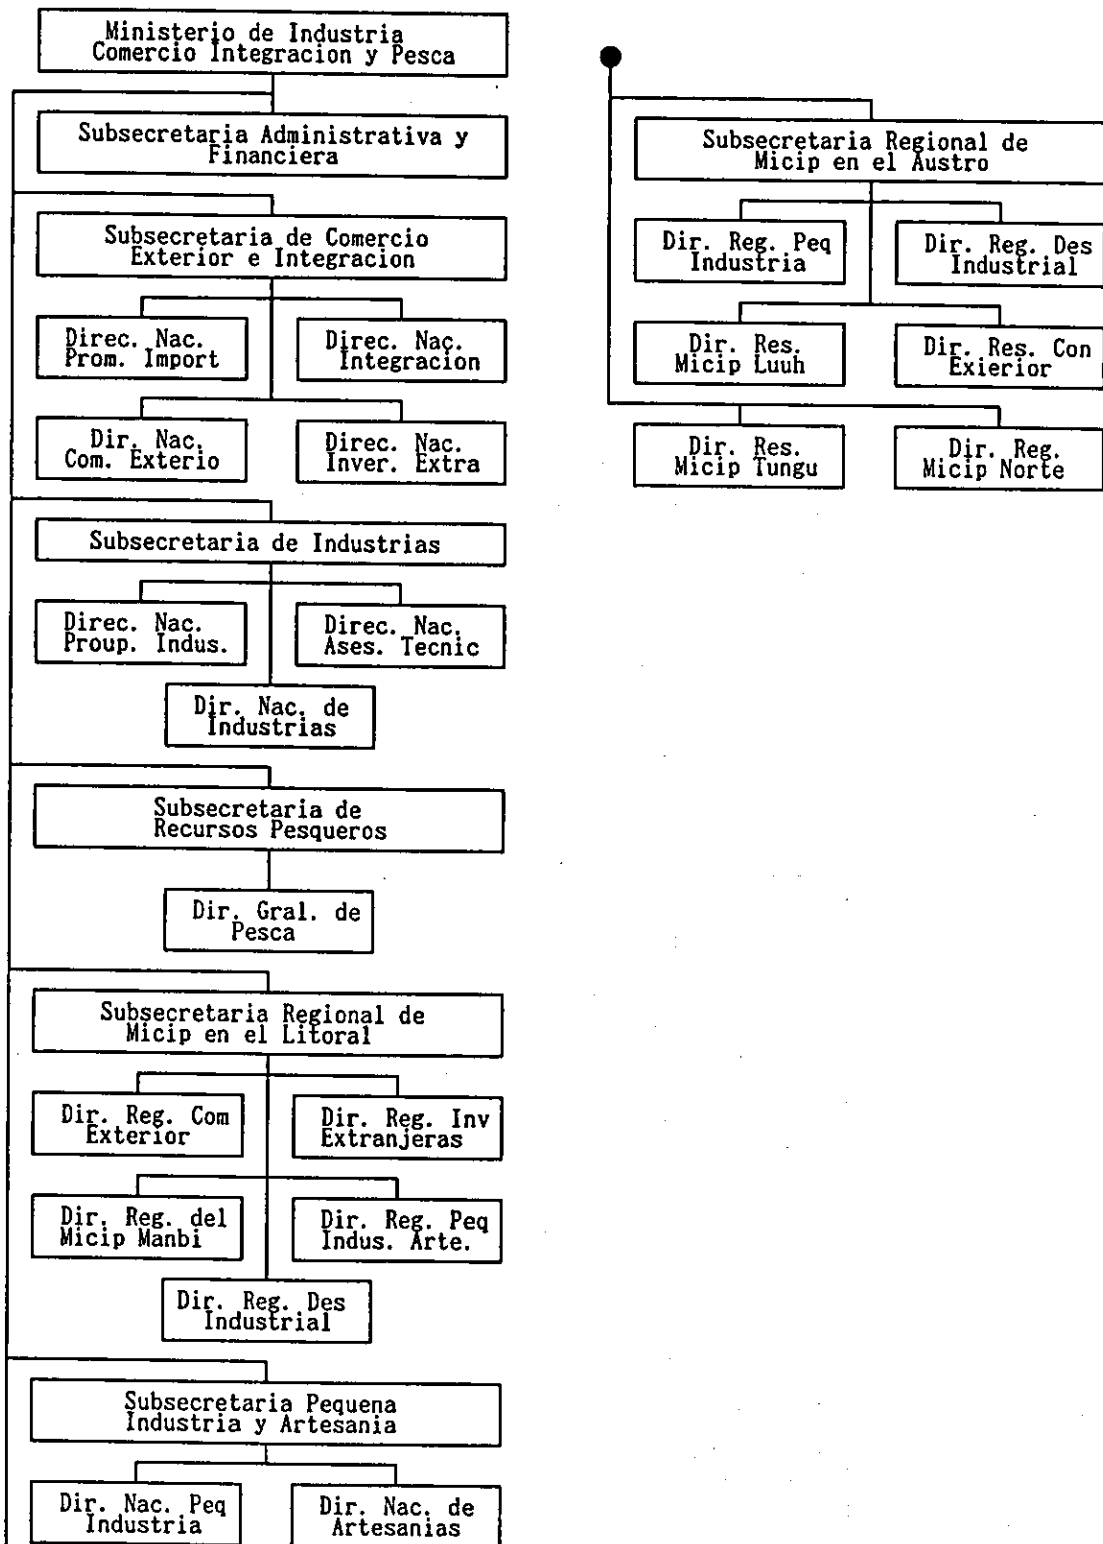 Ministerio de Industria
Comercio Integracion y Pesca
Subsecretaria Administrativa y
Financiera
Subsecretaria de Comercio
Exterior e Integracion
Direc. Nac.
Prom. Import
Direc. Nac.
Integracion
Dir. Nac.
Com. Exterio
Direc. Nac.
Inver. Extra
Subsecretaria de Industrias
Direc. Nac.
Proup. Indus.
Direc. Nac.
Ases. Tecnic
Dir. Nac. de
Industrias
Subsecretaria de
Recursos Pesqueros
Dir. Gral. de
Pesca
Subsecretaria Regional de
Micip en el Litoral
Dir. Reg. Com
Exterior
Dir. Reg. Inv
Extranjeras
Dir. Reg. del
Micip Manbi
Dir. Reg. Peq
Indus. Arte.
Dir. Reg. Des
Industrial
Subsecretaria Pequena
Industria y Artesania
Dir. Nac. Peq
Industria
Dir. Nac. de
Artesanias
Subsecretaria Regional de
Micip en el Austro
Dir. Reg. Peq
Industria
Dir. Reg. Des
Industrial
Dir. Res.
Micip Luuh
Dir. Res. Con
Exierior
Dir. Res.
Micip Tungu
Dir. Reg.
Micip Norte